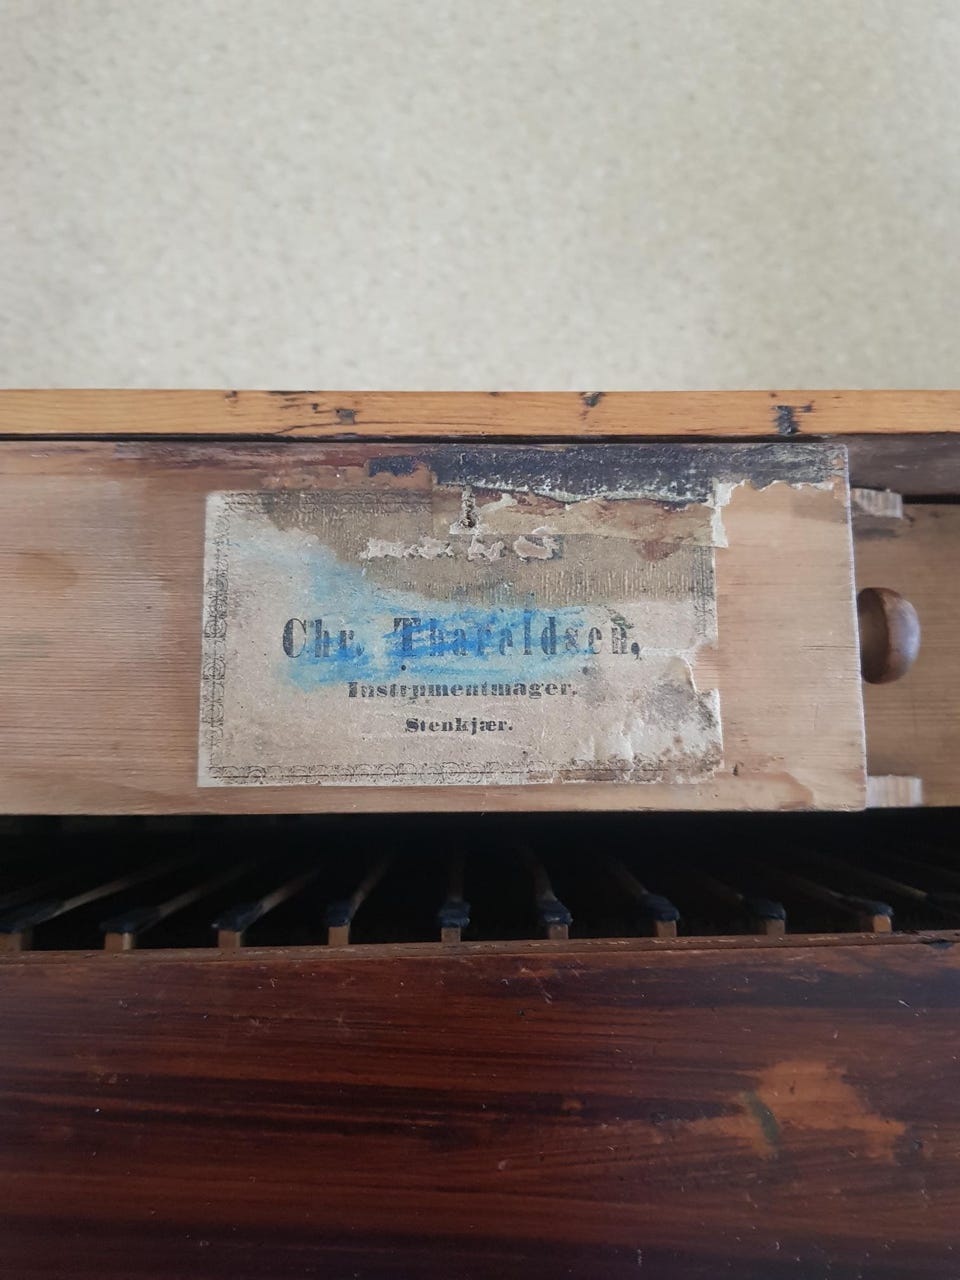 Chr. Tharaldsen,
Instrumentmager.
Stenkjær.